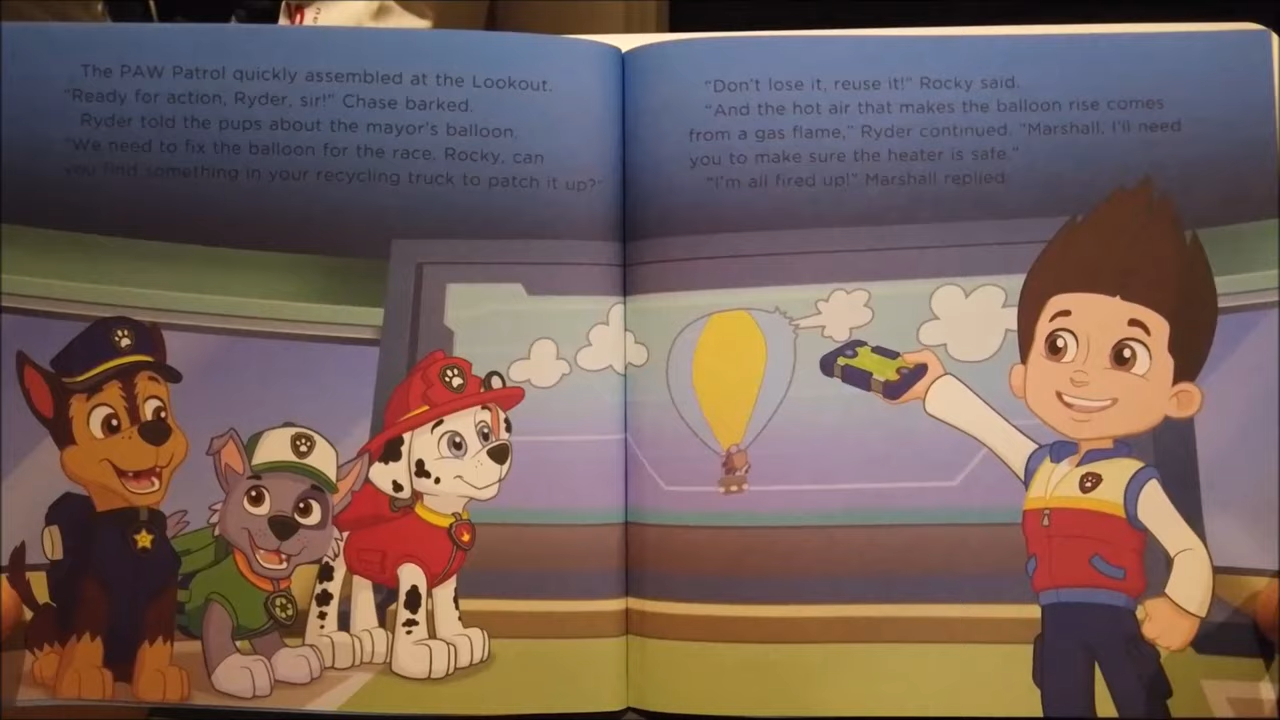 The PAW Patrol quickly assembled at the Lookout.
"Ready for action, Ryder, sir!" Chase barked.
Ryder told the pups about the mayor's balloon.
"We need to fix the balloon for the race. Rocky, can
you find something in your recycling truck to patch it up?"
"Don't lose it, reuse it!" Rocky said.
"And the hot air that makes the balloon rise comes
from a gas flame," Ryder continued. "Marshall, I'll need
you to make sure the heater is safe."
"I'm all fired up!" Marshall replied.